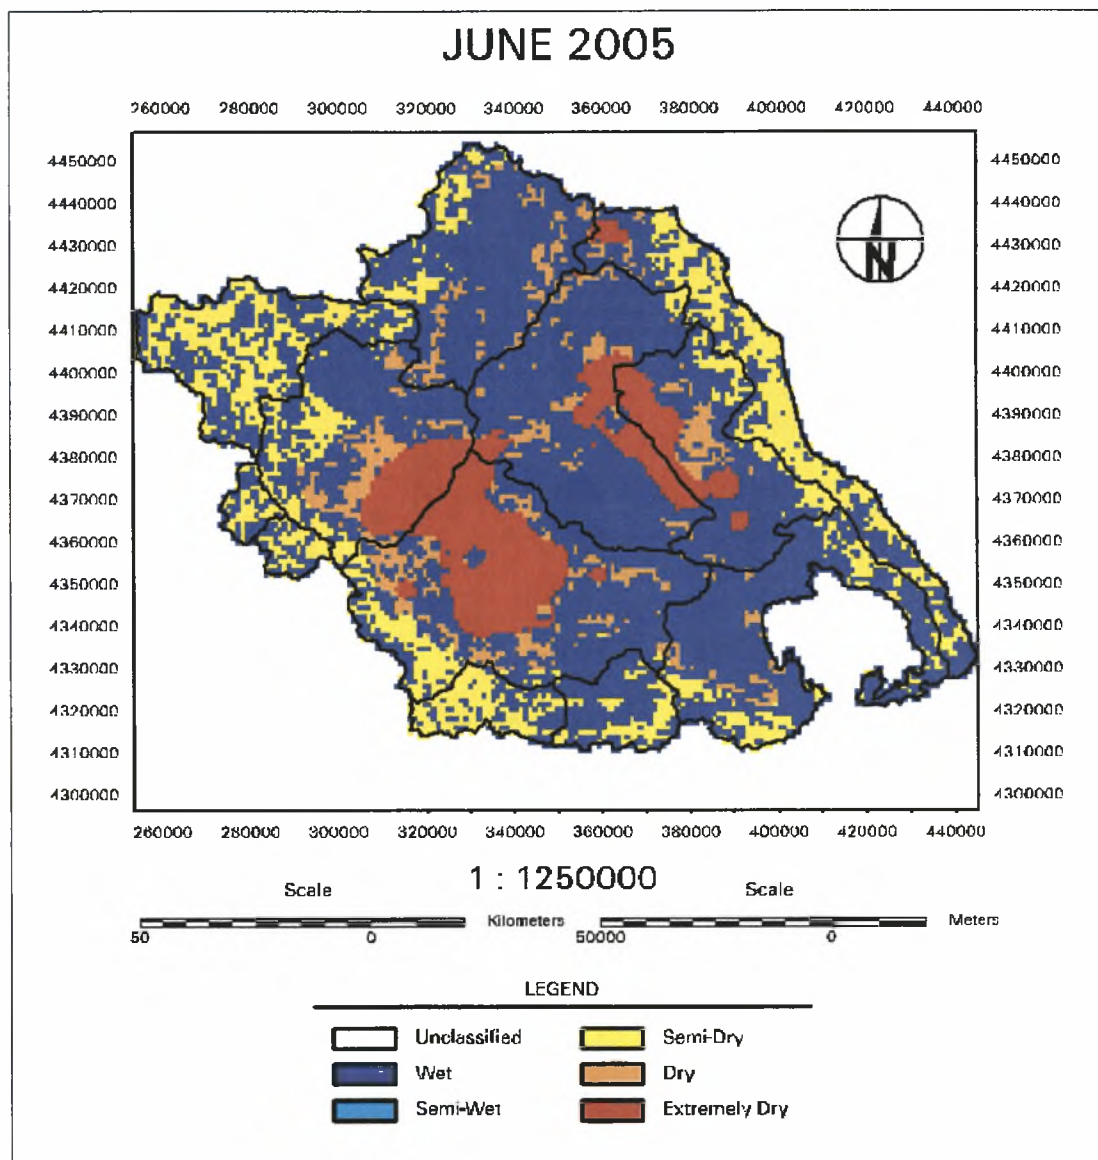 JUNE 2005
260000 280000 300000 320000 340000 360000 380000 400000 420000 440000
4450000 4450000
4440000 4440000
4430000 4430000
N
4420000 4420000
4410000 4410000
4400000 4400000
4390000 4390000
4380000 4380000
4370000 4370000
4360000 4360000
4350000 4350000
4340000 4340000
4330000 4330000
4320000 4320000
4310000 4310000
4300000 4300000
260000 280000 300000 320000 340000 360000 380000 400000 420000 440000
Scale 1 : 1250000 Scale
Kilometers Meters
50 0 50000 0
LEGEND
Unclassified Semi-Dry
Wet Dry
Semi-Wet Extremely Dry